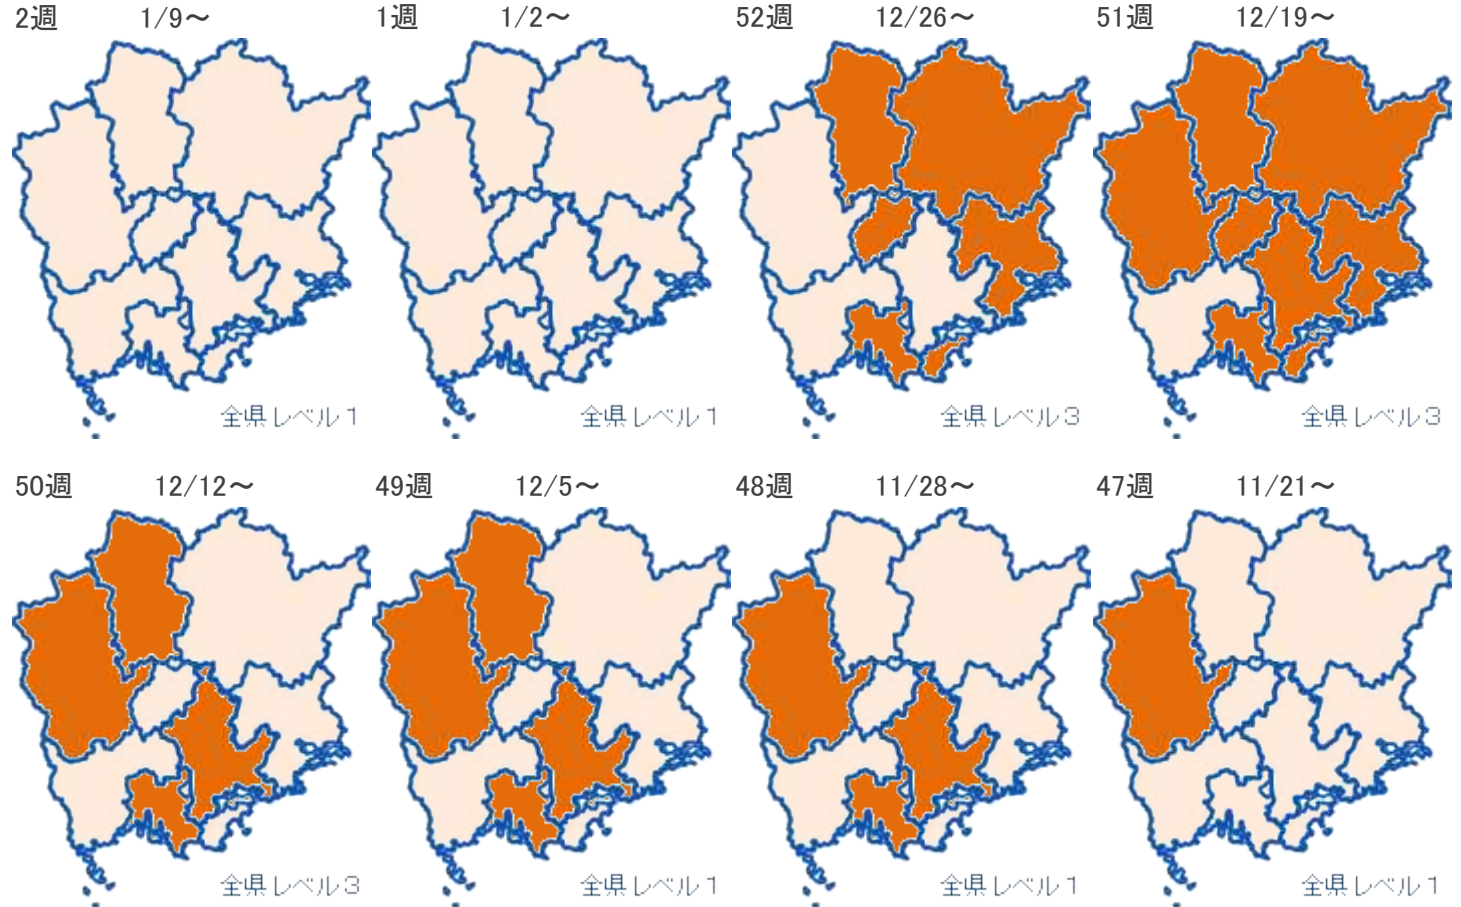 2週 1/9～
1週 1/2～
52週 12/26～
51週 12/19～
全県レベル1
全県レベル1
全県レベル3
全県レベル3
50週 12/12～
49週 12/5～
48週 11/28～
47週 11/21～
全県レベル3
全県レベル1
全県レベル1
全県レベル1